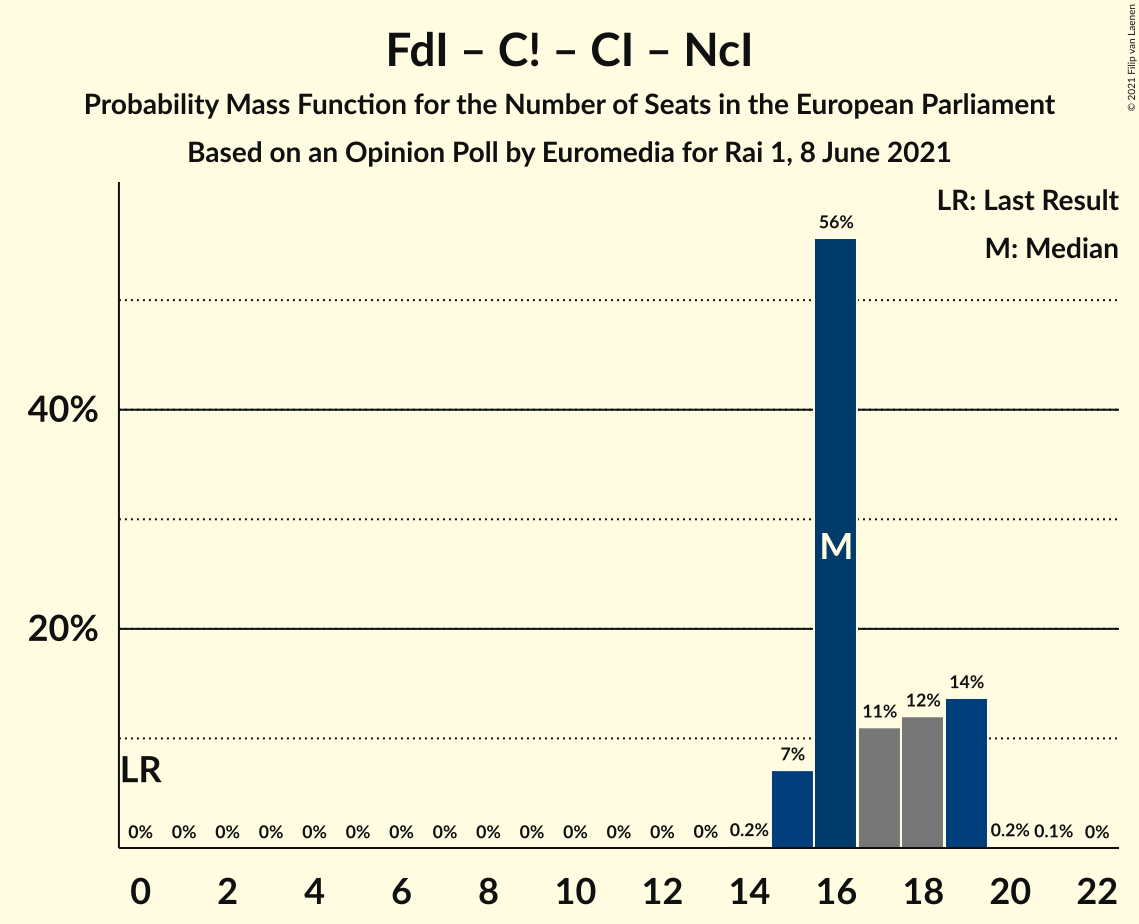 FdI – C! – CI – NcI
Probability Mass Function for the Number of Seats in the European Parliament
Based on an Opinion Poll by Euromedia for Rai 1, 8 June 2021
© 2021 Filip van Laenen
LR: Last Result
M: Median
56%
40%
M
20%
14%
12%
11%
7%
LR
0% 0% 0% 0% 0% 0% 0% 0% 0% 0% 0% 0% 0% 0% 0.2% 0.2% 0.1% 0%
0 2 4 6 8 10 12 14 16 18 20 22